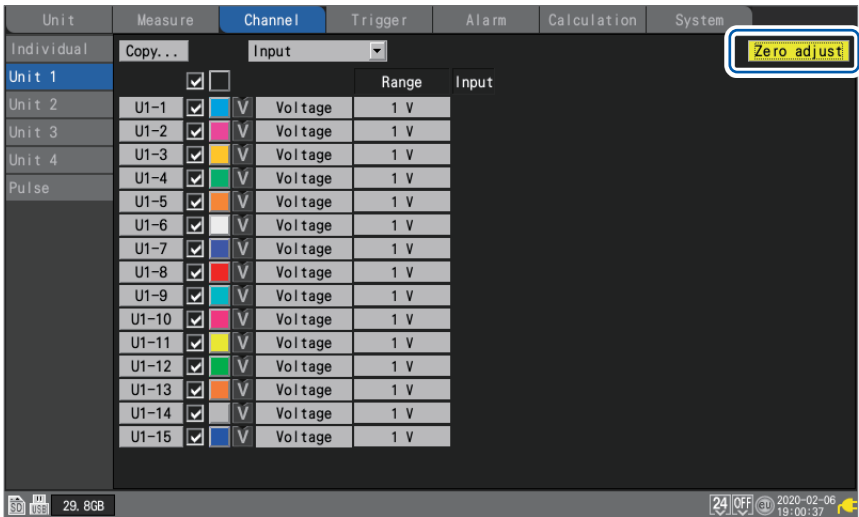 Unit Measure Channel Trigger Alarm Calculation System
Individual Copy... Input Zero adjust
Unit 1 Range Input
Unit 2
Unit 3
Unit 4
Pulse
U1-1 V Voltage 1 V
U1-2 V Voltage 1 V
U1-3 V Voltage 1 V
U1-4 V Voltage 1 V
U1-5 V Voltage 1 V
U1-6 V Voltage 1 V
U1-7 V Voltage 1 V
U1-8 V Voltage 1 V
U1-9 V Voltage 1 V
U1-10 V Voltage 1 V
U1-11 V Voltage 1 V
U1-12 V Voltage 1 V
U1-13 V Voltage 1 V
U1-14 V Voltage 1 V
U1-15 V Voltage 1 V
SD USB 29.8GB 24 OFF 2020-02-06
19:00:37